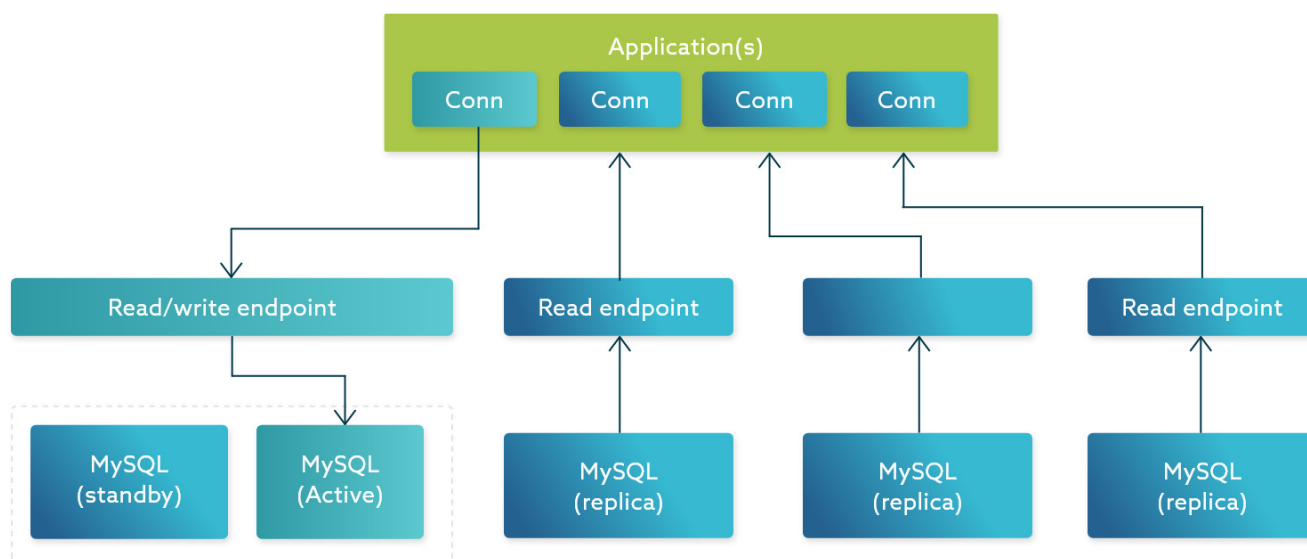 Application(s)
Conn
Conn
Conn
Conn
Read/write endpoint
Read endpoint
Read endpoint
MySQL
(standby)
MySQL
(Active)
MySQL
(replica)
MySQL
(replica)
MySQL
(replica)